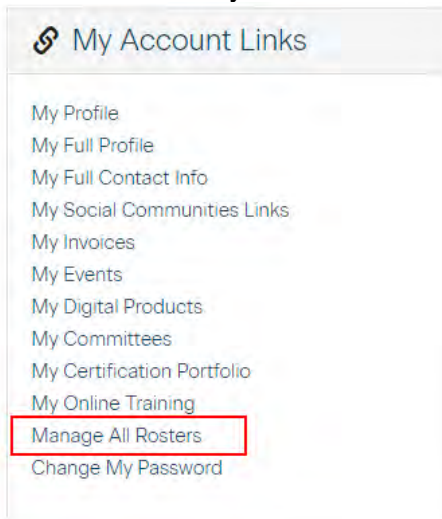 My Account Links
My Profile
My Full Profile
My Full Contact Info
My Social Communities Links
My Invoices
My Events
My Digital Products
My Committees
My Certification Portfolio
My Online Training
Manage All Rosters
Change My Password